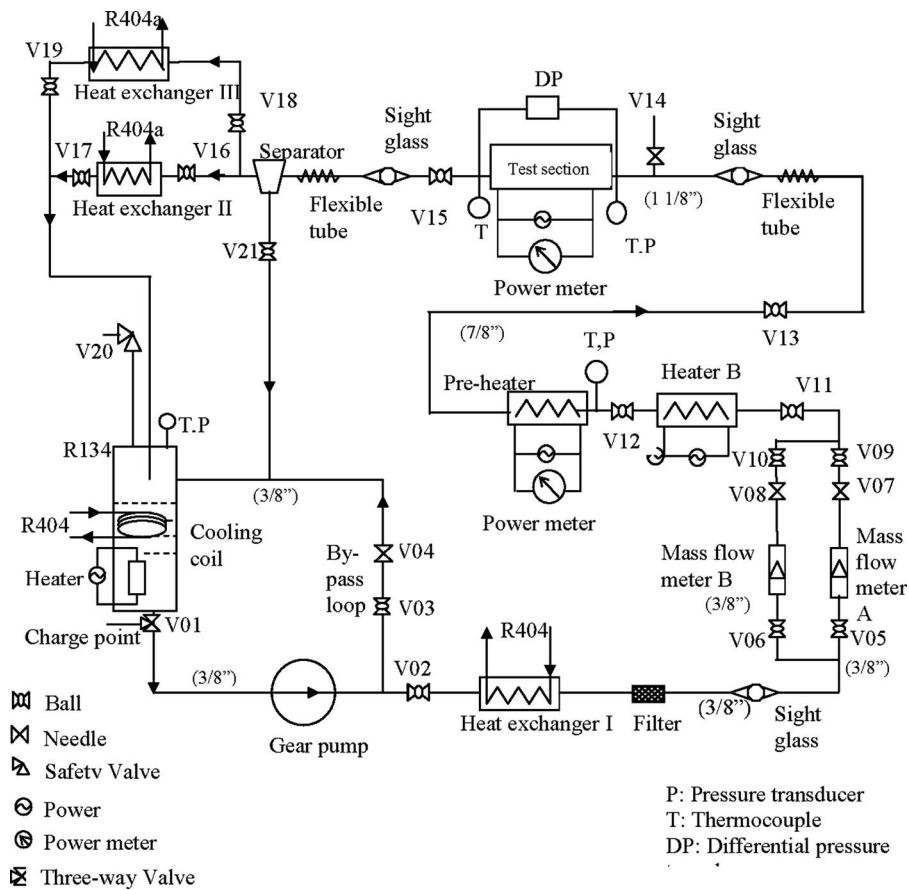 R404a
V19
Heat exchanger III
V18
R404a
V17
V16
Heat exchanger II
Separator
Flexible
tube
Sight
glass
V15
DP
Test section
T
T.P
Power meter
V14
(1 1/8")
Sight
glass
Flexible
tube
V21
V20
(7/8")
V13
T,P
Pre-heater
Heater B
V11
V12
Power meter
V10
V09
V08
V07
Mass flow
meter B
(3/8")
Mass
flow
meter
A
V06
V05
(3/8")
T.P
R134
R404
Cooling
coil
Heater
V01
Charge point
(3/8")
By-
pass
loop
V04
V03
V02
(3/8")
Gear pump
R404
Heat exchanger I
Filter
(3/8")
Sight
glass
Ball
Needle
Safety Valve
Power
Power meter
Three-way Valve
P: Pressure transducer
T: Thermocouple
DP: Differential pressure